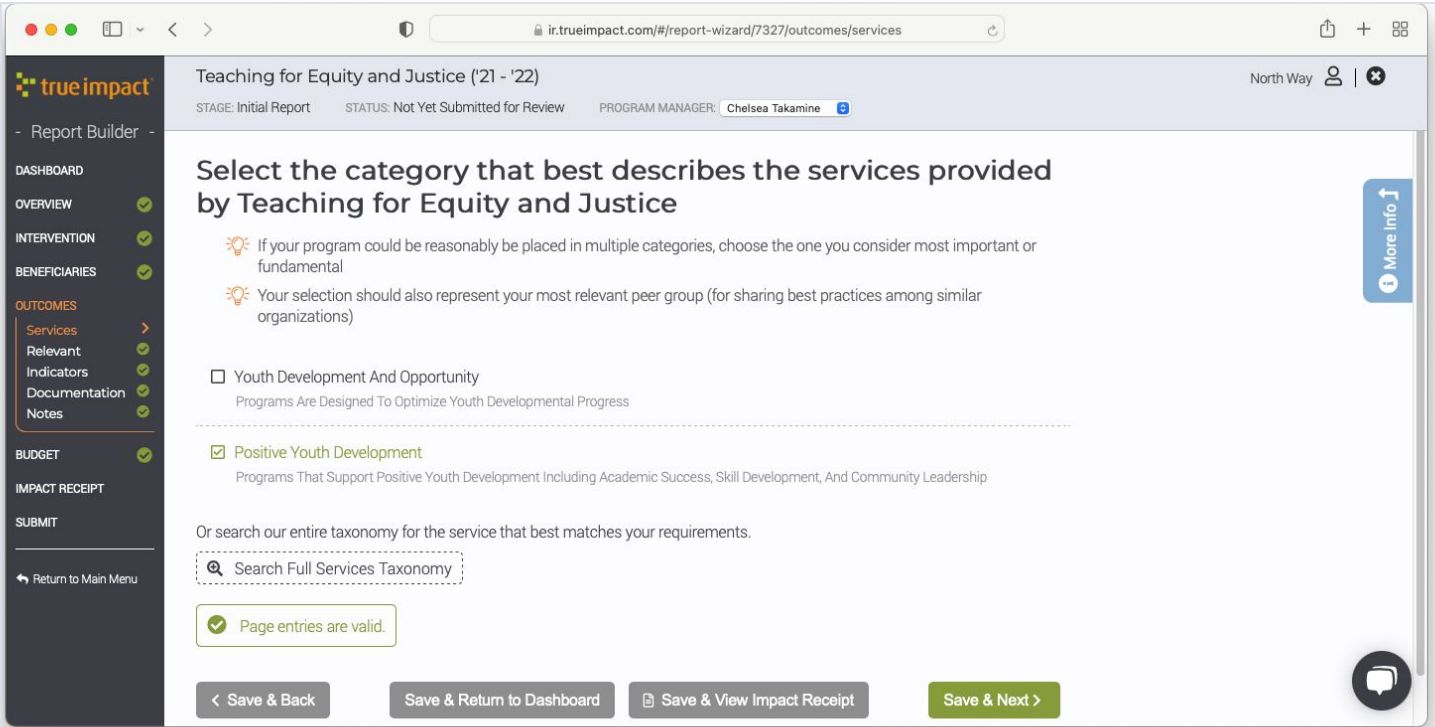 ir.trueimpact.com/#/report-wizard/7327/outcomes/services
true impact
- Report Builder -
DASHBOARD
OVERVIEW
INTERVENTION
BENEFICIARIES
OUTCOMES
Services
Relevant
Indicators
Documentation
Notes
BUDGET
IMPACT RECEIPT
SUBMIT
Return to Main Menu
Teaching for Equity and Justice ('21 - '22)
North Way
STAGE: Initial Report STATUS: Not Yet Submitted for Review PROGRAM MANAGER: Chelsea Takamine
Select the category that best describes the services provided
by Teaching for Equity and Justice
If your program could be reasonably be placed in multiple categories, choose the one you consider most important or
fundamental
Your selection should also represent your most relevant peer group (for sharing best practices among similar
organizations)
More Info
Youth Development And Opportunity
Programs Are Designed To Optimize Youth Developmental Progress
Positive Youth Development
Programs That Support Positive Youth Development Including Academic Success, Skill Development, And Community Leadership
Or search our entire taxonomy for the service that best matches your requirements.
Search Full Services Taxonomy
Page entries are valid.
Save & Back
Save & Return to Dashboard
Save & View Impact Receipt
Save & Next